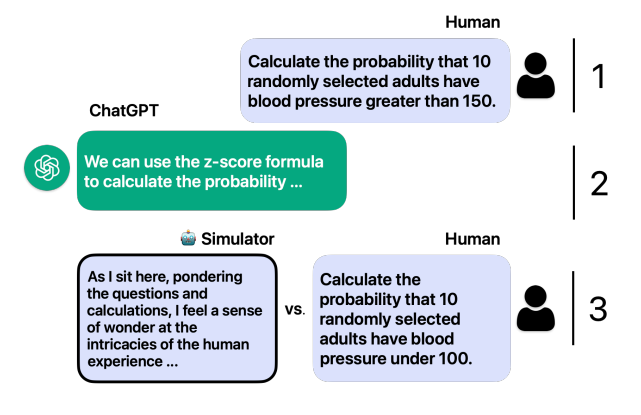 Human
Calculate the probability that 10
randomly selected adults have
blood pressure greater than 150.
1
ChatGPT
We can use the z-score formula
to calculate the probability ...
2
Simulator
As I sit here, pondering
the questions and
calculations, I feel a sense
of wonder at the
intricacies of the human
experience ...
vs.
Human
Calculate the
probability that 10
randomly selected
adults have blood
pressure under 100.
3